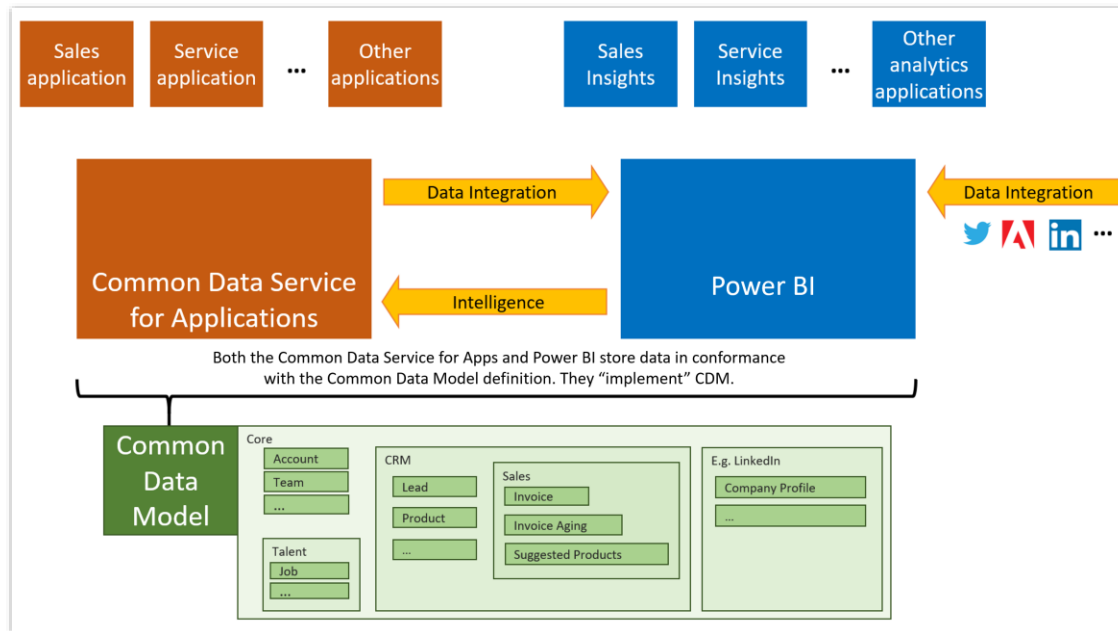 Sales
application
Service
application
...
Other
applications
Sales
Insights
Service
Insights
...
Other
analytics
applications
Common Data Service
for Applications
Data Integration
Intelligence
Power BI
Data Integration
in
...
Both the Common Data Service for Apps and Power BI store data in conformance
with the Common Data Model definition. They “implement” CDM.
Common
Data
Model
Core
Account
Team
...
Talent
Job
...
CRM
Lead
Product
...
Sales
Invoice
Invoice Aging
Suggested Products
E.g. LinkedIn
Company Profile
...